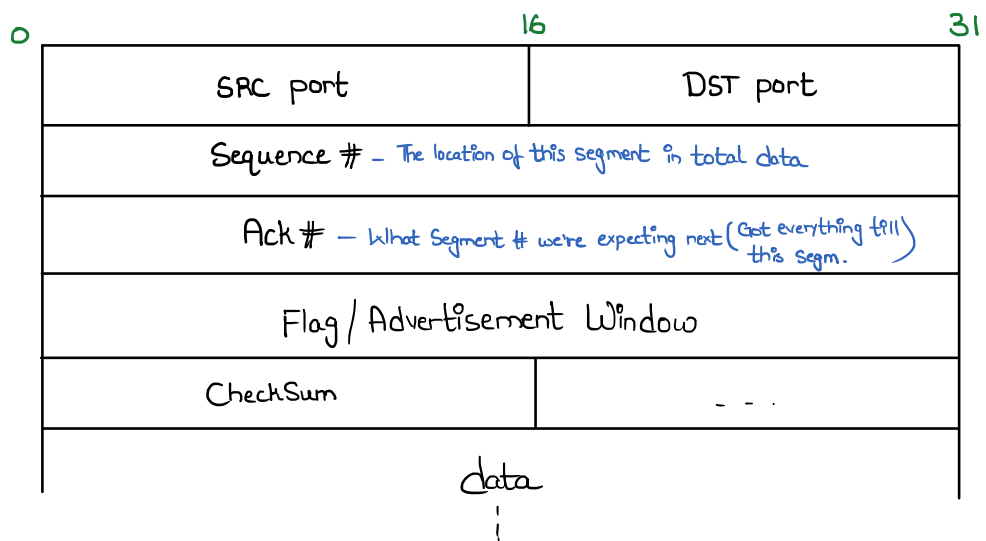 0 16 31
SRC port DST port
Sequence # - The location of this segment in total data
Ack # - What Segment # we're expecting next (Got everything till
this segm.)
Flag / Advertisement Window
CheckSum - - .
data